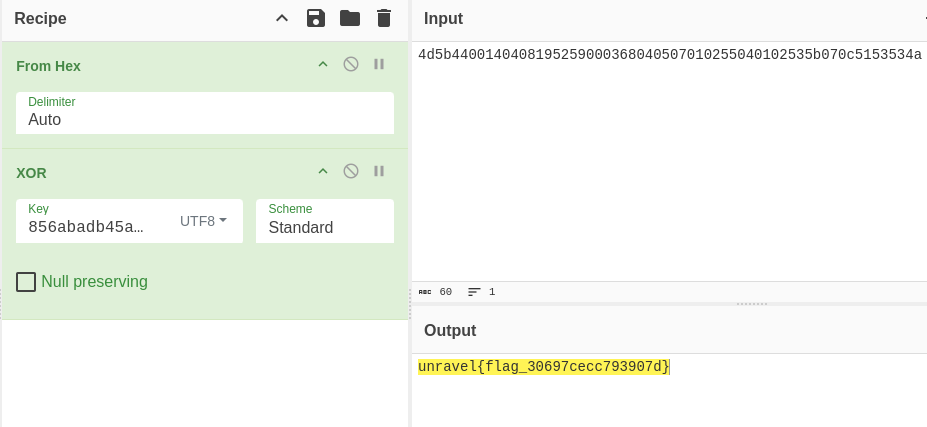 Recipe
From Hex
Delimiter
Auto
XOR
Key
856abadb45a…
UTF8
Scheme
Standard
Null preserving
Input
4d5b4400140408195259000368040507010255040102535b070c5153534a
ABC 60 1
Output
unravel{flag_30697cecc793907d}